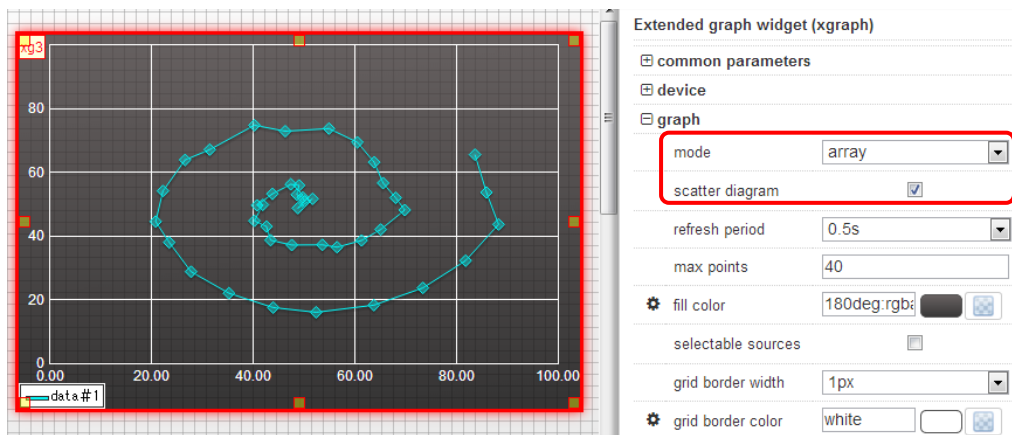 xg3
80
60
40
20
0
0.00 20.00 40.00 60.00 80.00 100.00
data#1
Extended graph widget (xgraph)
common parameters
device
graph
mode array
scatter diagram
refresh period 0.5s
max points 40
fill color 180deg:rgba
selectable sources
grid border width 1px
grid border color white